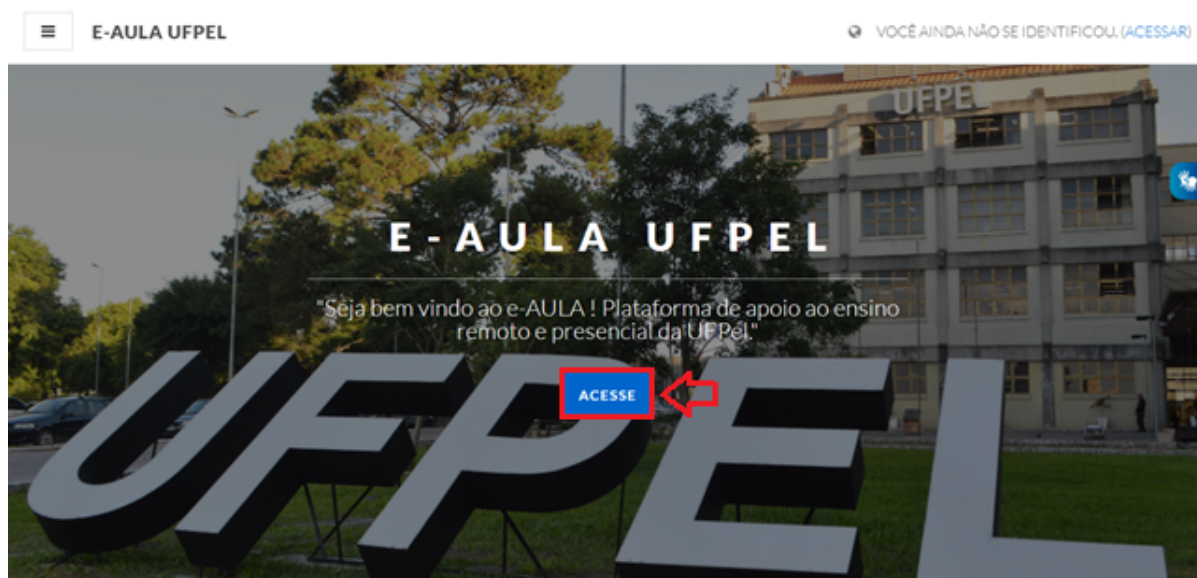 E-AULA UFPEL
VOCÊ AINDA NÃO SE IDENTIFICOU. (ACESSAR)
UFPEL
E-AULA UFPEL
"Seja bem vindo ao e-AULA ! Plataforma de apoio ao ensino
remoto e presencial da UFPel."
ACESSE
UFPEL